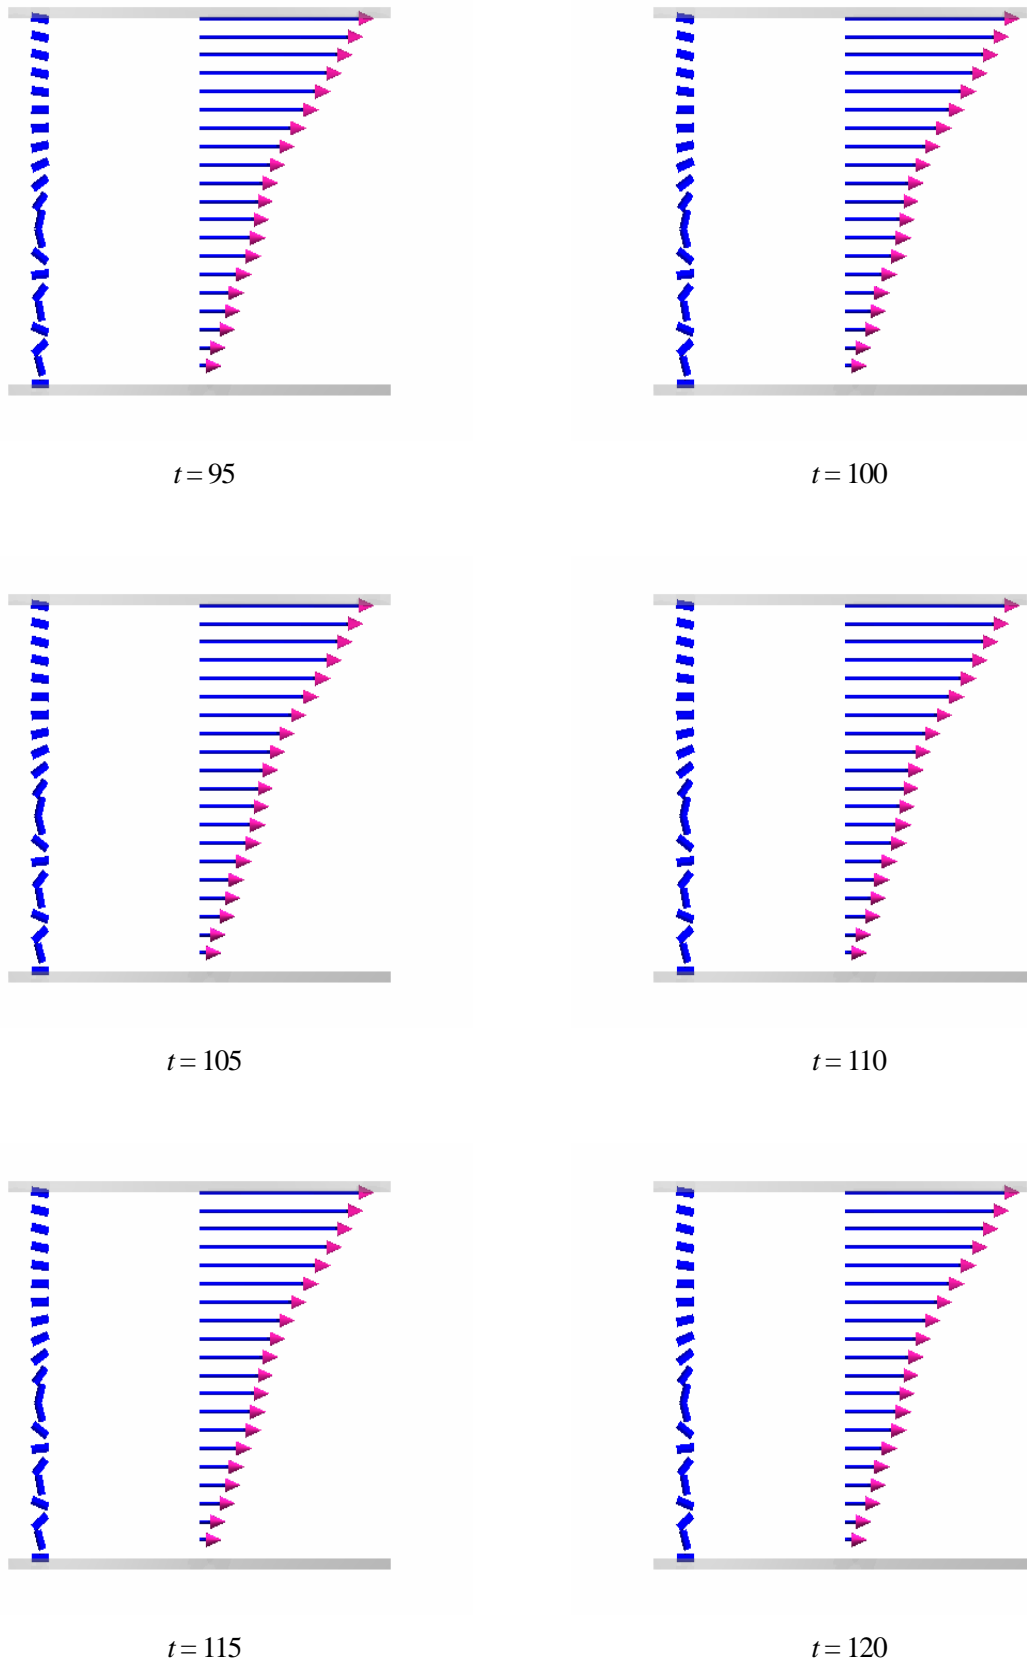 t = 95
t = 100
t = 105
t = 110
t = 115
t = 120